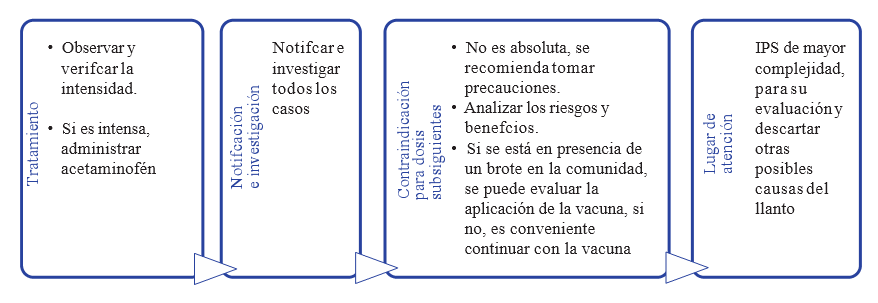 Tratamiento
• Observar y
verifcar la
intensidad.
• Si es intensa,
administrar
acetaminofén
Notifcación
e investigación
Notifcar e
investigar
todos los
casos
Contraindicación
para dosis
subsiguientes
• No es absoluta, se
recomienda tomar
precauciones.
• Analizar los riesgos y
benefcios.
• Si se está en presencia de
un brote en la comunidad,
se puede evaluar la
aplicación de la vacuna, si
no, es conveniente
continuar con la vacuna
Lugar de
atención
IPS de mayor
complejidad,
para su
evaluación y
descartar
otras
posibles
causas del
llanto